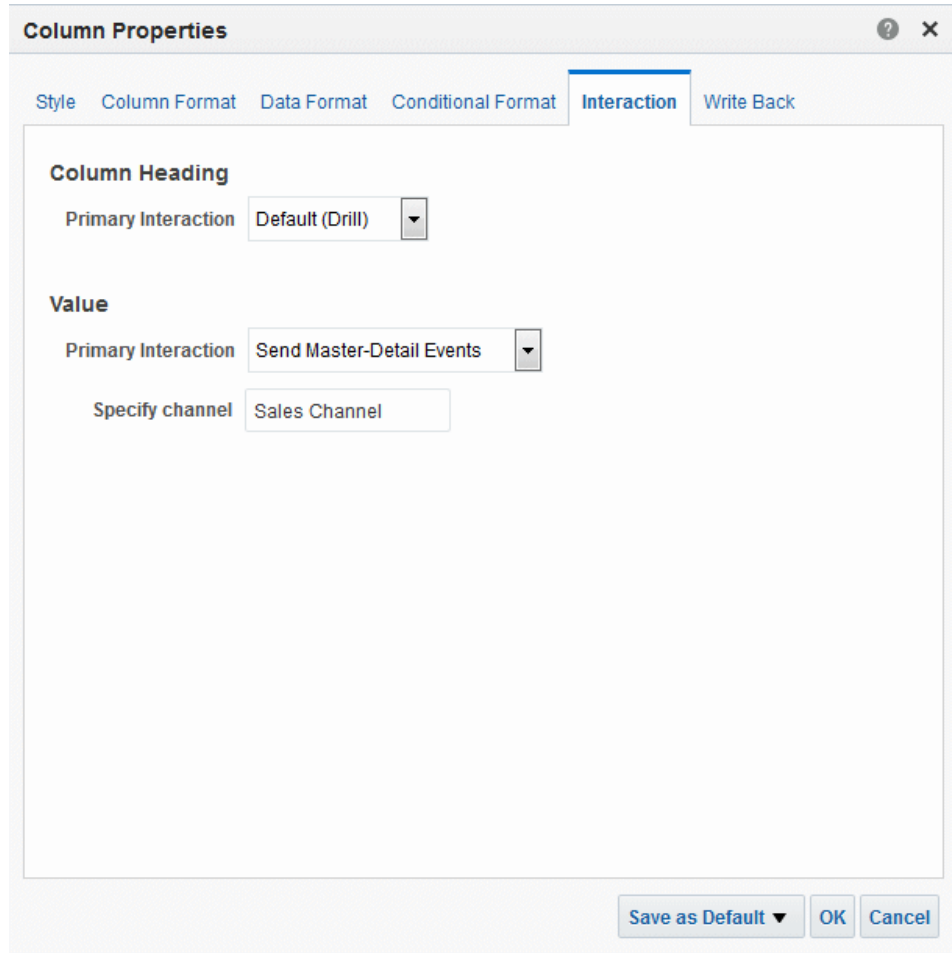 Column Properties
Style Column Format Data Format Conditional Format Interaction Write Back
Column Heading
Primary Interaction Default (Drill)
Value
Primary Interaction Send Master-Detail Events
Specify channel Sales Channel
Save as Default OK Cancel